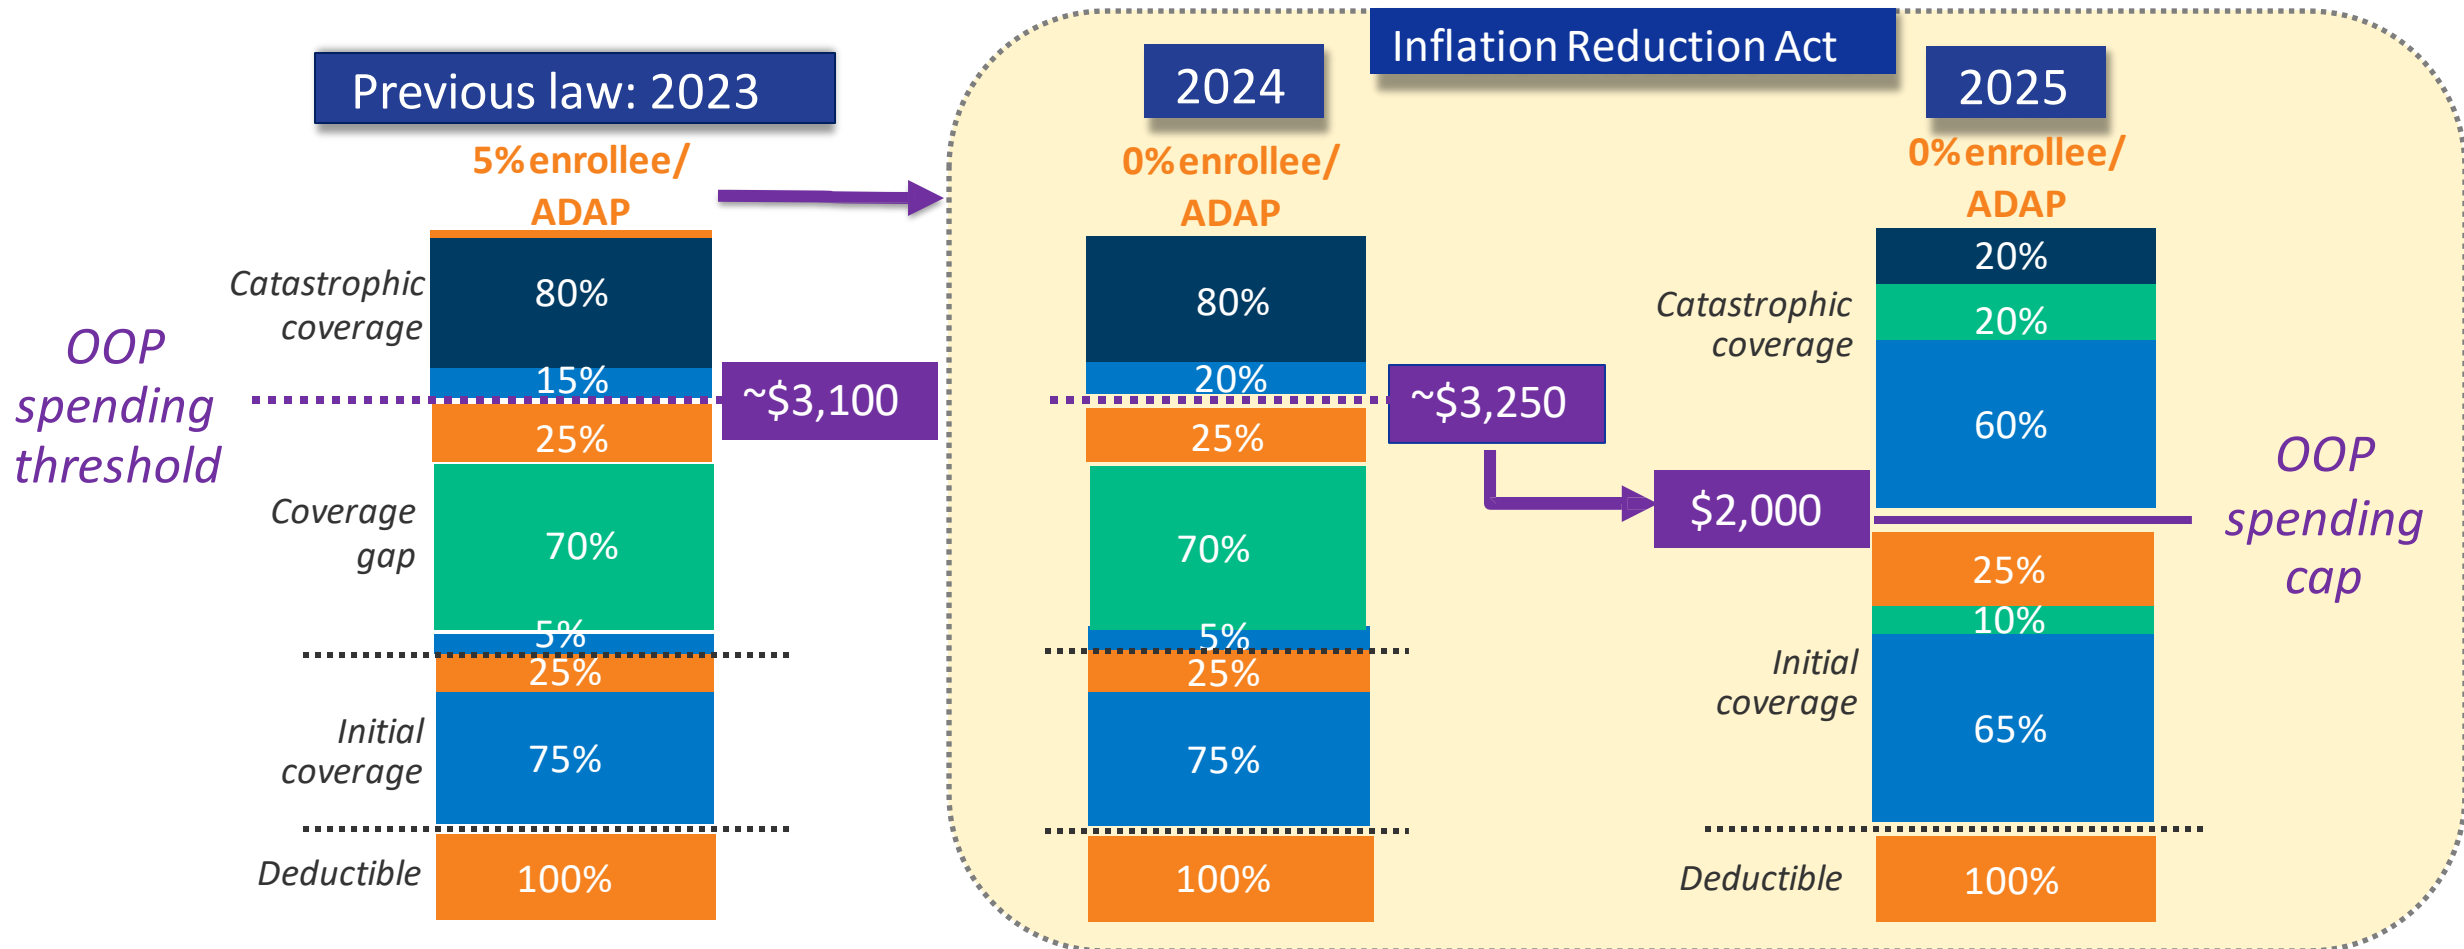 Inflation Reduction Act
Previous law: 2023
2024
2025
5% enrollee/
ADAP
0% enrollee/
ADAP
0% enrollee/
ADAP
OOP
spending
threshold
Catastrophic
coverage
80%
15%
~$3,100
25%
Coverage
gap
70%
5%
25%
Initial
coverage
75%
Deductible
100%
80%
20%
~$3,250
25%
70%
5%
25%
75%
100%
$2,000
Catastrophic
coverage
20%
20%
60%
OOP
spending
cap
25%
10%
Initial
coverage
65%
Deductible
100%